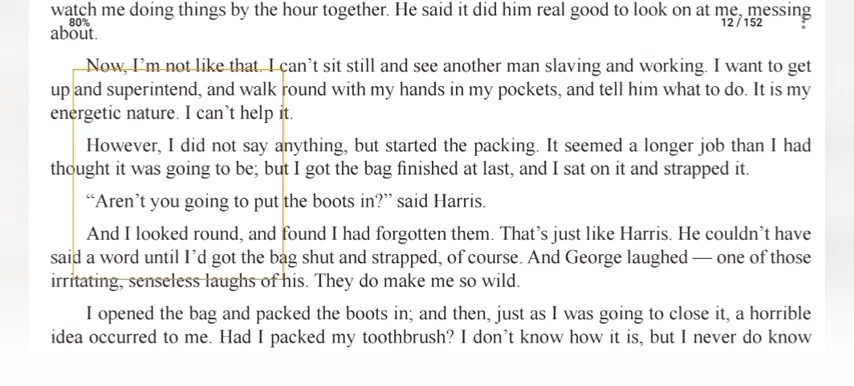 watch me doing things by the hour together. He said it did him real good to look on at me, messing
80%
12/152
about.
Now, I’m not like that. I can’t sit still and see another man slaving and working. I want to get
up and superintend, and walk round with my hands in my pockets, and tell him what to do. It is my
energetic nature. I can’t help it.
However, I did not say anything, but started the packing. It seemed a longer job than I had
thought it was going to be; but I got the bag finished at last, and I sat on it and strapped it.
“Aren’t you going to put the boots in?” said Harris.
And I looked round, and found I had forgotten them. That’s just like Harris. He couldn’t have
said a word until I’d got the bag shut and strapped, of course. And George laughed — one of those
irritating, senseless laughs of his. They do make me so wild.
I opened the bag and packed the boots in; and then, just as I was going to close it, a horrible
idea occurred to me. Had I packed my toothbrush? I don’t know how it is, but I never do know